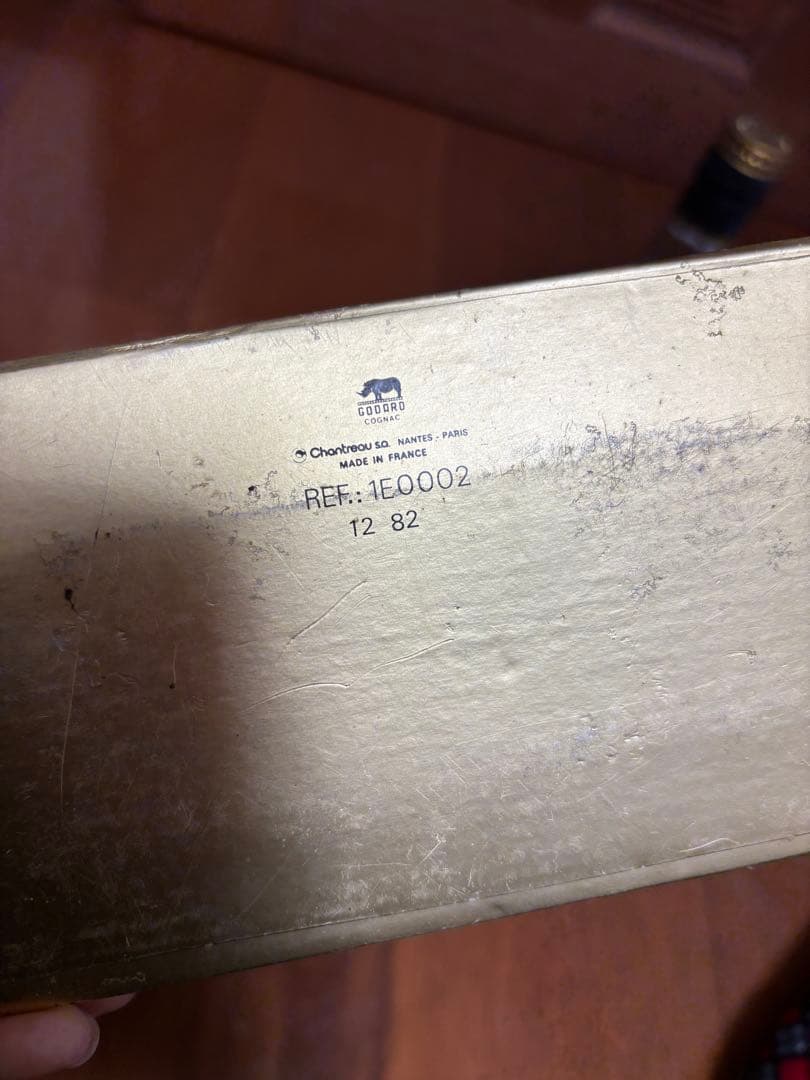 GODARD
COGNAC
Chantreau s.a. NANTES - PARIS
MADE IN FRANCE
REF.: 1E0002
12 82